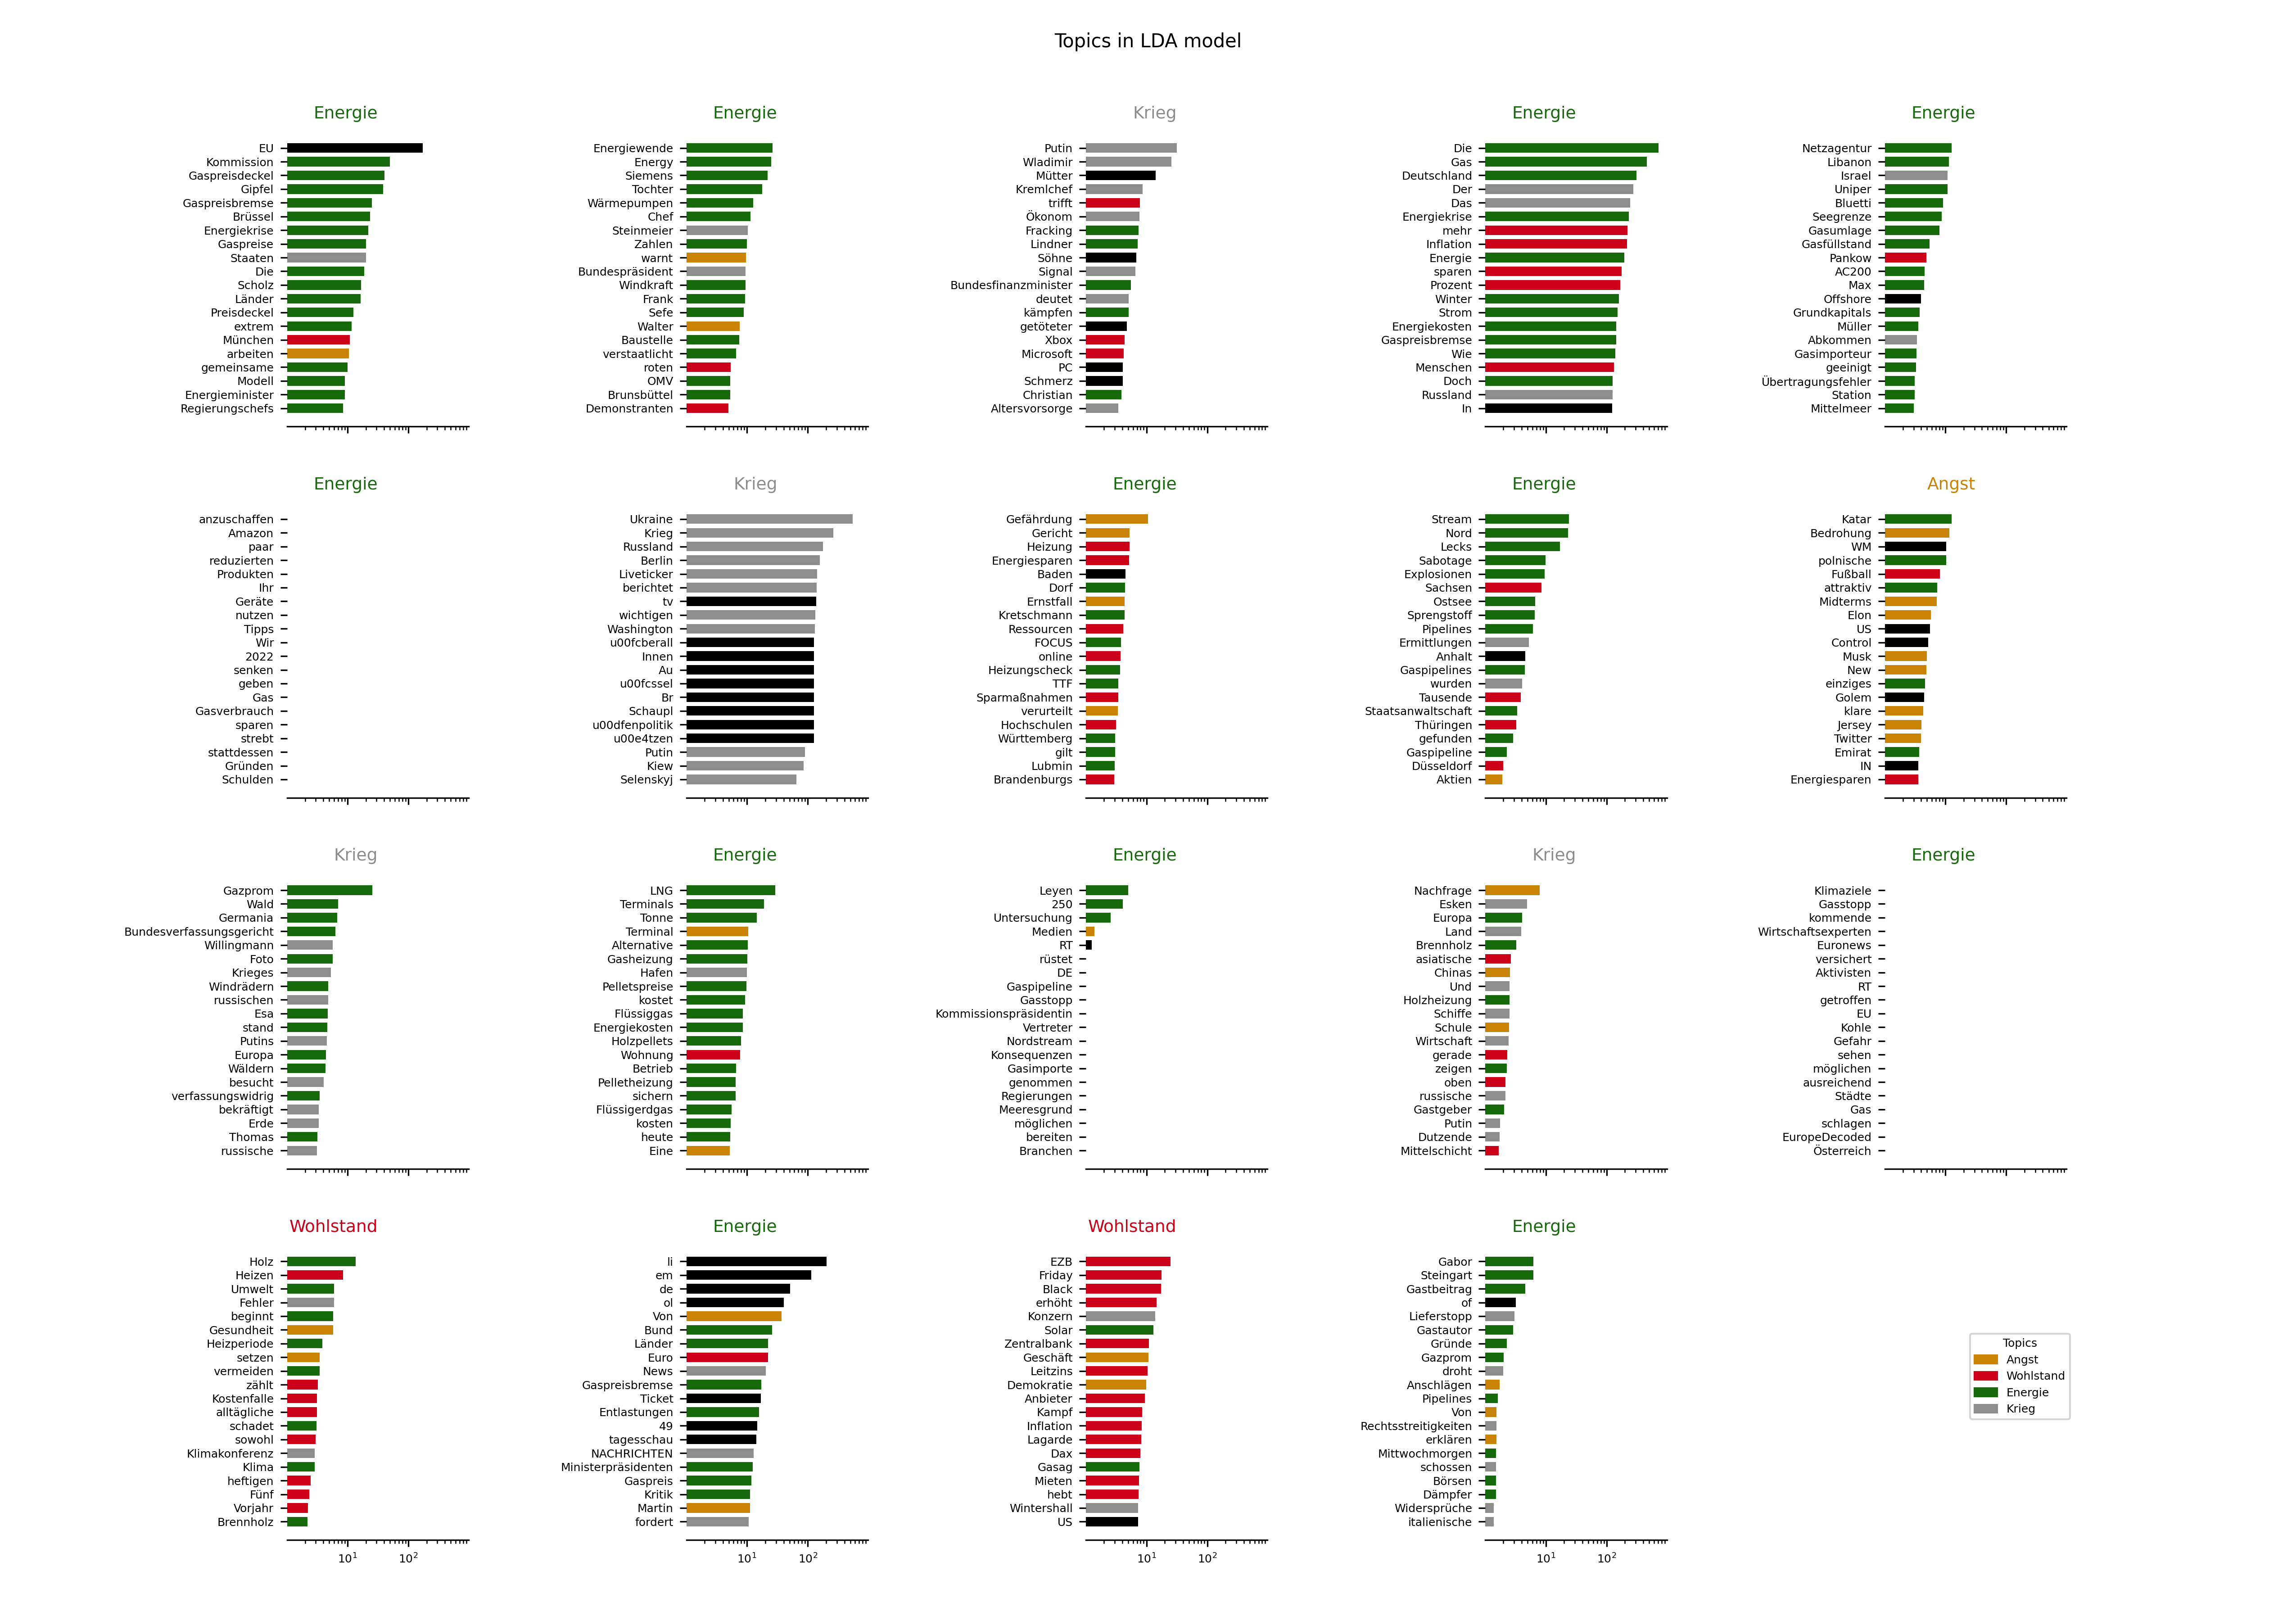 Topics in LDA model
Energie
EU
Kommission
Gaspreisdeckel
Gipfel
Gaspreisbremse
Brüssel
Energiekrise
Gaspreise
Staaten
Die
Scholz
Länder
Preisdeckel
extrem
München
arbeiten
gemeinsame
Modell
Energieminister
Regierungschefs
Energie
Energiewende
Energy
Siemens
Tochter
Wärmepumpen
Chef
Steinmeier
Zahlen
warnt
Bundespräsident
Windkraft
Frank
Sefe
Walter
Baustelle
verstaatlicht
roten
OMV
Brunsbüttel
Demonstranten
Krieg
Putin
Wladimir
Mütter
Kremlchef
trifft
Ökonom
Fracking
Lindner
Söhne
Signal
Bundesfinanzminister
deutet
kämpfen
getöteter
Xbox
Microsoft
PC
Schmerz
Christian
Altersvorsorge
Energie
Die
Gas
Deutschland
Der
Das
Energiekrise
mehr
Inflation
Energie
sparen
Prozent
Winter
Strom
Energiekosten
Gaspreisbremse
Wie
Menschen
Doch
Russland
In
Energie
Netzagentur
Libanon
Israel
Uniper
Bluetti
Seegrenze
Gasumlage
Gasfüllstand
Pankow
AC200
Max
Offshore
Grundkapitals
Müller
Abkommen
Gasimporteur
geeinigt
Übertragungsfehler
Station
Mittelmeer
Energie
anzuschaffen
Amazon
paar
reduzierten
Produkten
Ihr
Geräte
nutzen
Tipps
Wir
2022
senken
geben
Gas
Gasverbrauch
sparen
strebt
stattdessen
Gründen
Schulden
Krieg
Ukraine
Krieg
Russland
Berlin
Liveticker
berichtet
tv
wichtigen
Washington
u00fcberall
Innen
Au
u00fcssel
Br
Schaupl
u00dfenpolitik
u00e4tzen
Putin
Kiew
Selenskyj
Energie
Gefährdung
Gericht
Heizung
Energiesparen
Baden
Dorf
Ernstfall
Kretschmann
Ressourcen
FOCUS
online
Heizungscheck
TTF
Sparmaßnahmen
verurteilt
Hochschulen
Württemberg
gilt
Lubmin
Brandenburgs
Energie
Stream
Nord
Lecks
Sabotage
Explosionen
Sachsen
Ostsee
Sprengstoff
Pipelines
Ermittlungen
Anhalt
Gaspipelines
wurden
Tausende
Staatsanwaltschaft
Thüringen
gefunden
Gaspipeline
Düsseldorf
Aktien
Angst
Katar
Bedrohung
WM
polnische
Fußball
attraktiv
Midterms
Elon
US
Control
Musk
New
einziges
Golem
klare
Jersey
Twitter
Emirat
IN
Energiesparen
Krieg
Gazprom
Wald
Germania
Bundesverfassungsgericht
Willingmann
Foto
Krieges
Windrädern
russischen
Esa
stand
Putins
Europa
Wäldern
besucht
verfassungswidrig
bekräftigt
Erde
Thomas
russische
Energie
LNG
Terminals
Tonne
Terminal
Alternative
Gasheizung
Hafen
Pelletspreise
kostet
Flüssiggas
Energiekosten
Holzpellets
Wohnung
Betrieb
Pelletheizung
sichern
Flüssigerdgas
kosten
heute
Eine
Energie
Leyen
250
Untersuchung
Medien
RT
rüstet
DE
Gaspipeline
Gasstopp
Kommissionspräsidentin
Vertreter
Nordstream
Konsequenzen
Gasimporte
genommen
Regierungen
Meeresgrund
möglichen
bereiten
Branchen
Krieg
Nachfrage
Esken
Europa
Land
Brennholz
asiatische
Chinas
Und
Holzheizung
Schiffe
Schule
Wirtschaft
gerade
zeigen
oben
russische
Gastgeber
Putin
Dutzende
Mittelschicht
Energie
Klimaziele
Gasstopp
kommende
Wirtschaftsexperten
Euronews
versichert
Aktivisten
RT
getroffen
EU
Kohle
Gefahr
sehen
möglichen
ausreichend
Städte
Gas
schlagen
EuropeDecoded
Österreich
Wohlstand
Holz
Heizen
Umwelt
Fehler
beginnt
Gesundheit
Heizperiode
setzen
vermeiden
zählt
Kostenfalle
alltägliche
schadet
sowohl
Klimakonferenz
Klima
heftigen
Fünf
Vorjahr
Brennholz
10¹ 10²
Energie
li
em
de
ol
Von
Bund
Länder
Euro
News
Gaspreisbremse
Ticket
Entlastungen
49
tagesschau
NACHRICHTEN
Ministerpräsidenten
Gaspreis
Kritik
Martin
fordert
10¹ 10²
Wohlstand
EZB
Friday
Black
erhöht
Konzern
Solar
Zentralbank
Geschäft
Leitzins
Demokratie
Anbieter
Kampf
Inflation
Lagarde
Dax
Gasag
Mieten
hebt
Wintershall
US
10¹ 10²
Energie
Gabor
Steingart
Gastbeitrag
of
Lieferstopp
Gastautor
Gründe
Gazprom
droht
Anschlägen
Pipelines
Von
Rechtsstreitigkeiten
erklären
Mittwochmorgen
schossen
Börsen
Dämpfer
Widersprüche
italienische
10¹ 10²
Topics
Angst
Wohlstand
Energie
Krieg